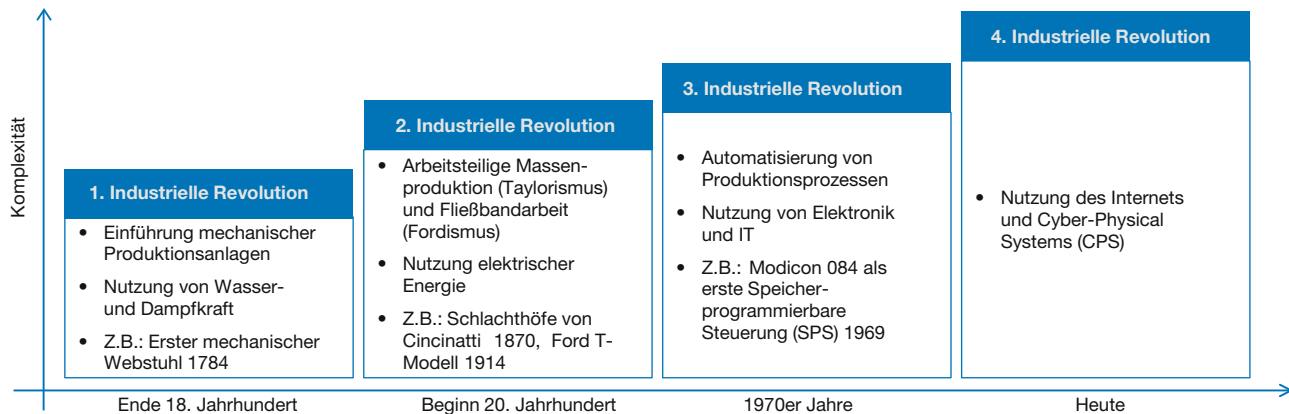 Komplexität
1. Industrielle Revolution
• Einführung mechanischer
Produktionsanlagen
• Nutzung von Wasser-
und Dampfkraft
• Z.B.: Erster mechanischer
Webstuhl 1784
Ende 18. Jahrhundert
2. Industrielle Revolution
• Arbeitsteilige Massen-
produktion (Taylorismus)
und Fließbandarbeit
(Fordismus)
• Nutzung elektrischer
Energie
• Z.B.: Schlachthöfe von
Cincinatti 1870, Ford T-
Modell 1914
Beginn 20. Jahrhundert
3. Industrielle Revolution
• Automatisierung von
Produktionsprozessen
• Nutzung von Elektronik
und IT
• Z.B.: Modicon 084 als
erste Speicher-
programmierbare
Steuerung (SPS) 1969
1970er Jahre
4. Industrielle Revolution
• Nutzung des Internets
und Cyber-Physical
Systems (CPS)
Heute